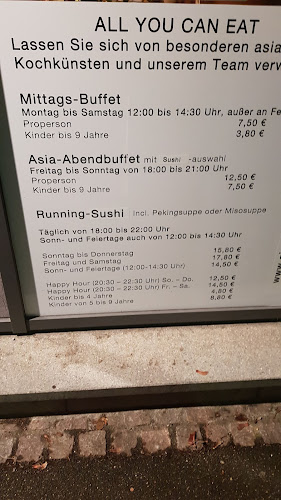 ALL YOU CAN EAT
Lassen Sie sich von besonderen asia
Kochkünsten und unserem Team verw
Mittags-Buffet
Montag bis Samstag 12:00 bis 14:30 Uhr, außer an Fe
Properson 7,50 €
Kinder bis 9 Jahre 3,80 €
Asia-Abendbuffet mit Sushi -auswahl
Freitag bis Sonntag von 18:00 bis 21:00 Uhr
Properson 12,50 €
Kinder bis 9 Jahre 7,50 €
Running-Sushi Incl. Pekingsuppe oder Misosuppe
Täglich von 18:00 bis 22:00 Uhr
Sonn- und Feiertage auch von 12:00 bis 14:30 Uhr
Sonntag bis Donnerstag 15,80 €
Freitag und Samstag 17,80 €
Sonn- und Feiertage (12:00-14:30 Uhr) 14,50 €
Happy Hour (20:30 – 22:30 Uhr) So. – Do. 12,50 €
Happy Hour (20:30 – 22:30 Uhr) Fr. – Sa. 14,50 €
Kinder bis 4 Jahre 4,80 €
Kinder von 5 bis 9 Jahre 8,80 €